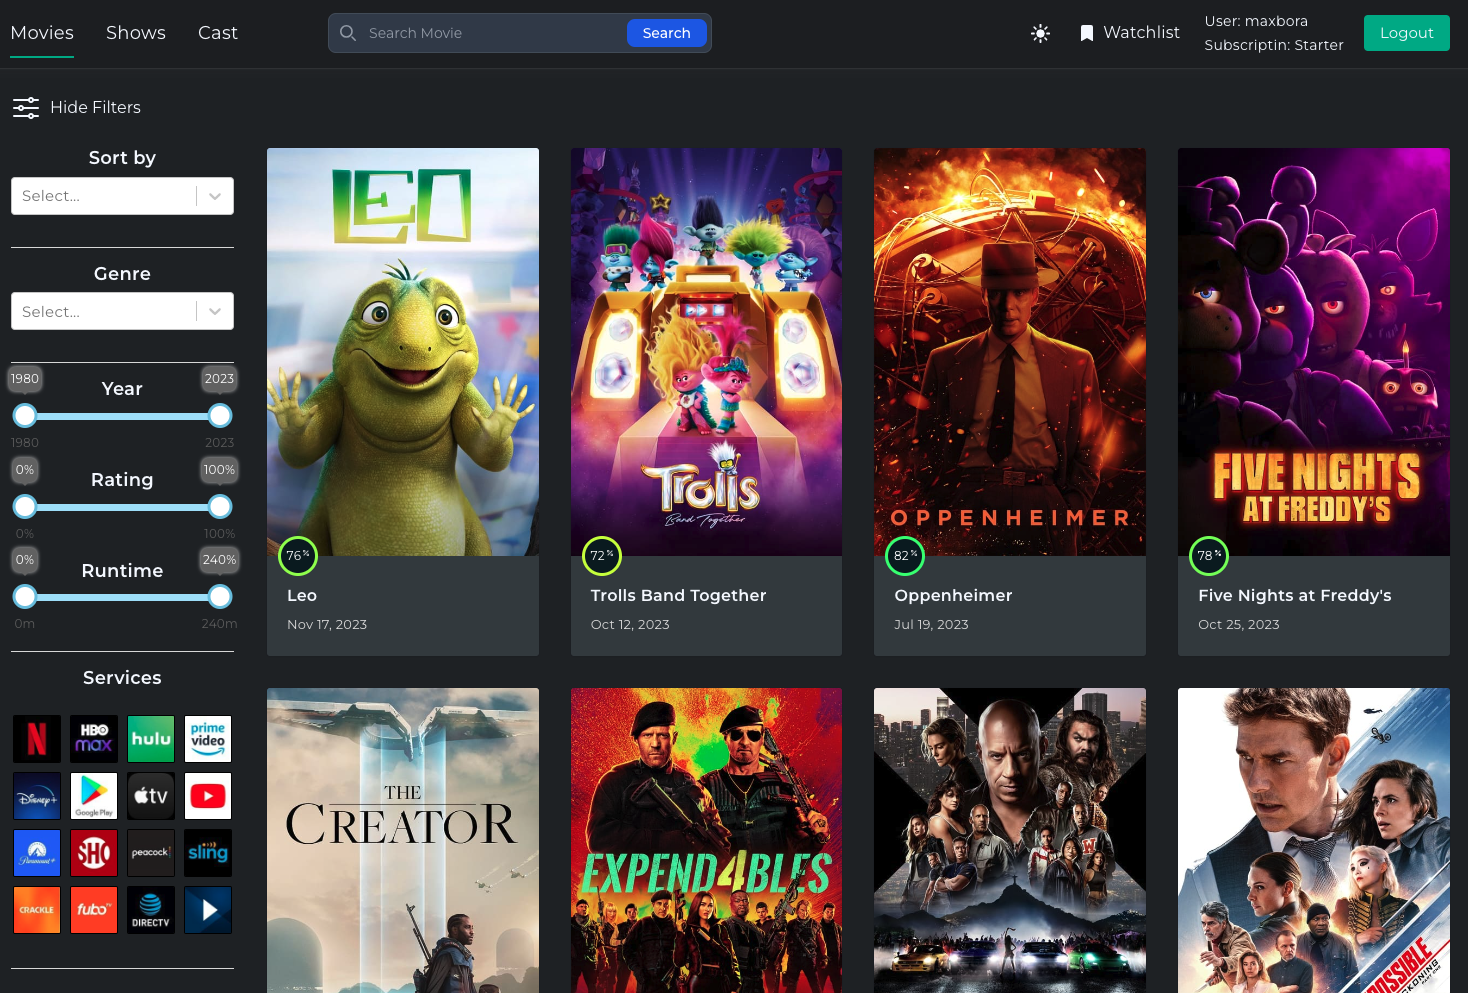 Movies Shows Cast
Search Movie Search
Watchlist
User: maxbora
Subscriptin: Starter
Logout
Hide Filters
Sort by
Select...
Genre
Select...
1980 2023
Year
1980 2023
0% 100%
Rating
0% 100%
0% 240%
Runtime
0m 240m
Services
N HBO max hulu prime video
Disney+ Google Play tv
Paramount+ SHO peacock sling
CRACKLE fubo TV DIRECTV
LEO
76%
Leo
Nov 17, 2023
Trolls
Band Together
72%
Trolls Band Together
Oct 12, 2023
OPPENHEIMER
82%
Oppenheimer
Jul 19, 2023
FIVE NIGHTS
AT FREDDY'S
78%
Five Nights at Freddy's
Oct 25, 2023
THE
CREATOR
EXPEND4BLES